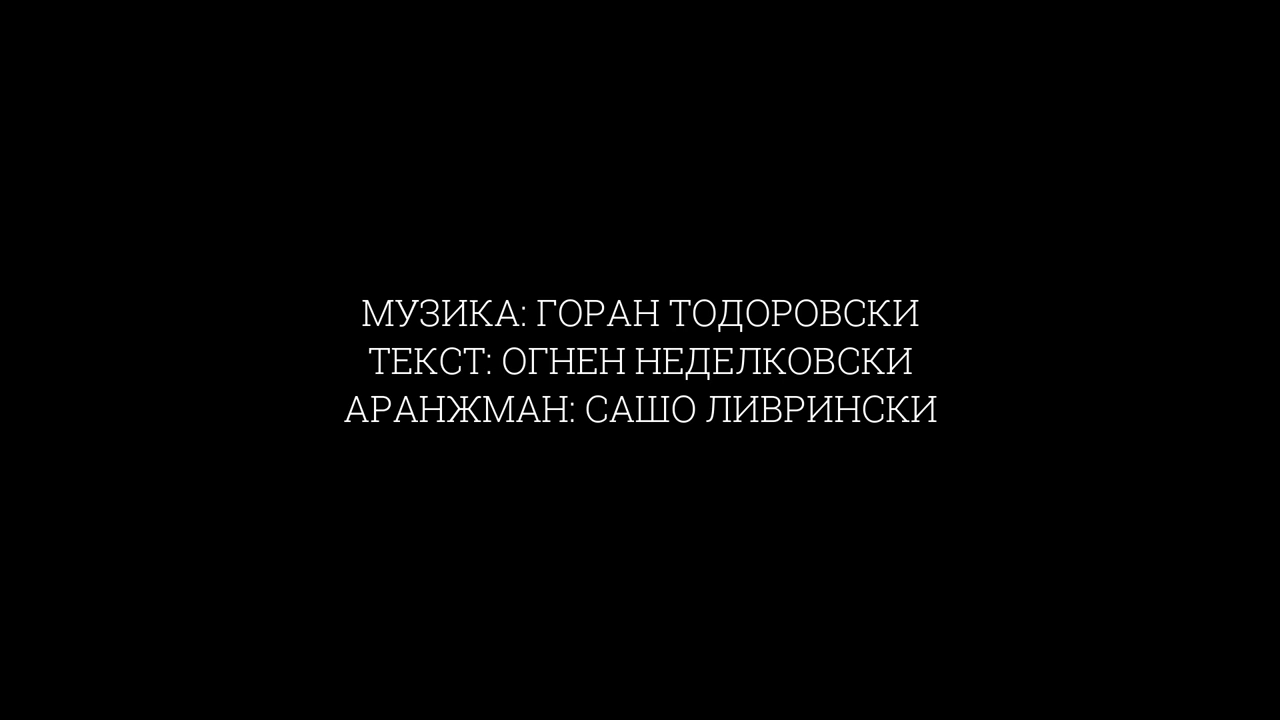 МУЗИКА: ГОРАН ТОДОРОВСКИ
ТЕКСТ: ОГНЕН НЕДЕЛКОВСКИ
АРАНЖМАН: САШО ЛИВРИНСКИ